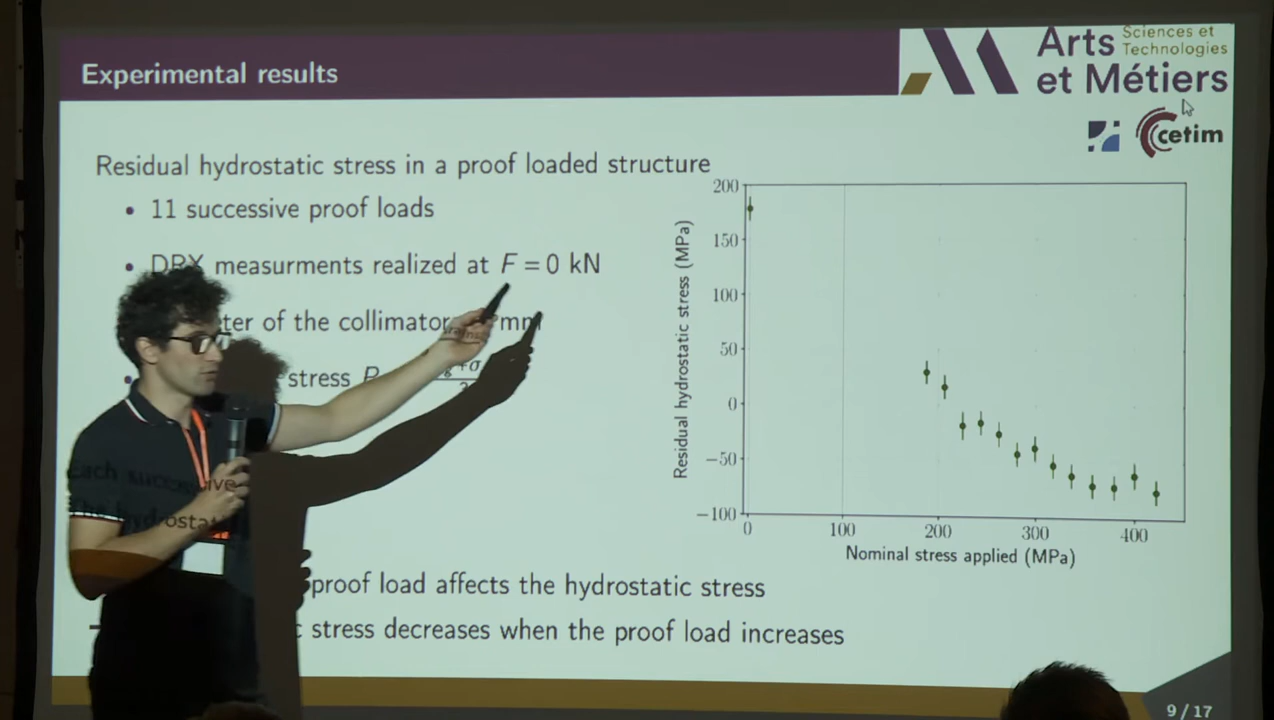 Experimental results
Arts Sciences et
Technologies
et Métiers
cetim
Residual hydrostatic stress in a proof loaded structure
• 11 successive proof loads
• DRX measurments realized at F = 0 kN
ter of the collimator mm
• stress P
Each successive
The hydrostat
proof load affects the hydrostatic stress
stress decreases when the proof load increases
200
150
100
50
0
−50
−100
Residual hydrostatic stress (MPa)
0 100 200 300 400
Nominal stress applied (MPa)
9 / 17